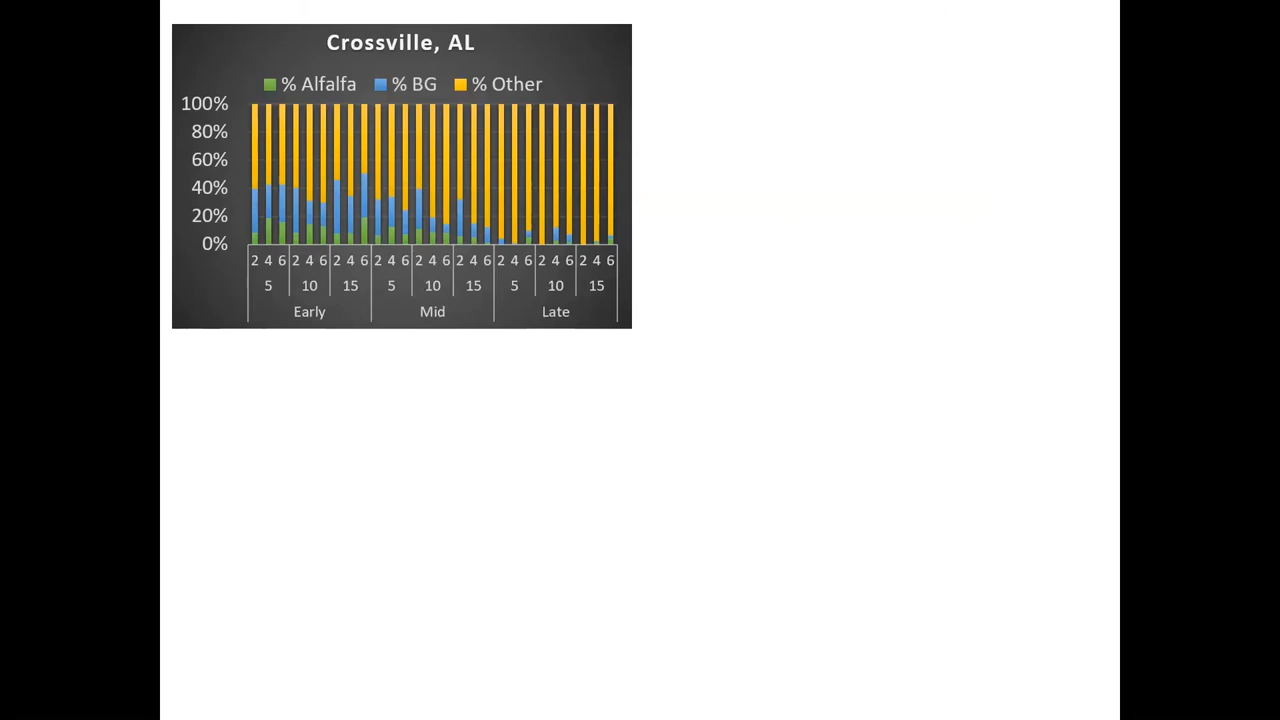 Crossville, AL
% Alfalfa % BG % Other
100%
80%
60%
40%
20%
0%
2 4 6 2 4 6 2 4 6 2 4 6 2 4 6 2 4 6 2 4 6 2 4 6 2 4 6
5 10 15 5 10 15 5 10 15
Early Mid Late